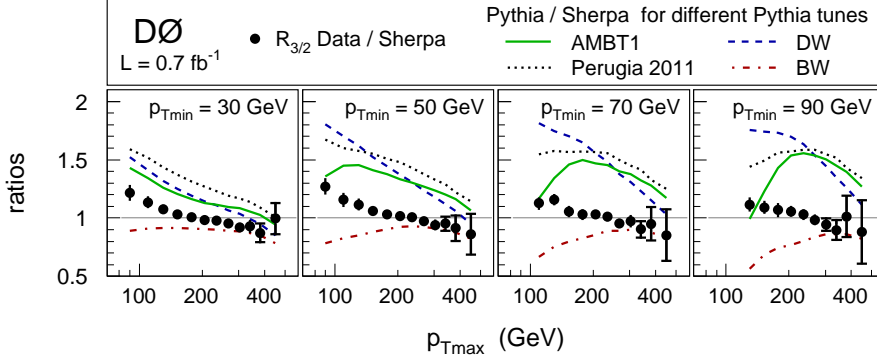 DØ
L = 0.7 fb⁻¹
R3/2 Data / Sherpa
Pythia / Sherpa for different Pythia tunes
AMBT1
DW
Perugia 2011
BW
pTmin = 30 GeV
pTmin = 50 GeV
pTmin = 70 GeV
pTmin = 90 GeV
ratios
2
1.5
1
0.5
100 200 400
100 200 400
100 200 400
100 200 400
pTmax (GeV)